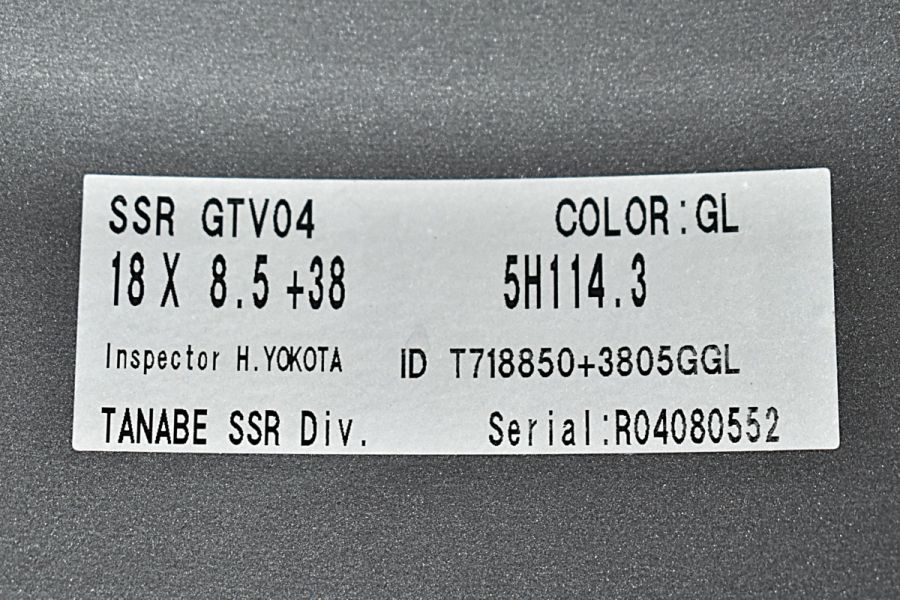 SSR GTV04 COLOR:GL
18 X 8.5 +38 5H114.3
Inspector H.YOKOTA ID T718850+3805GGL
TANABE SSR Div. Serial:R04080552